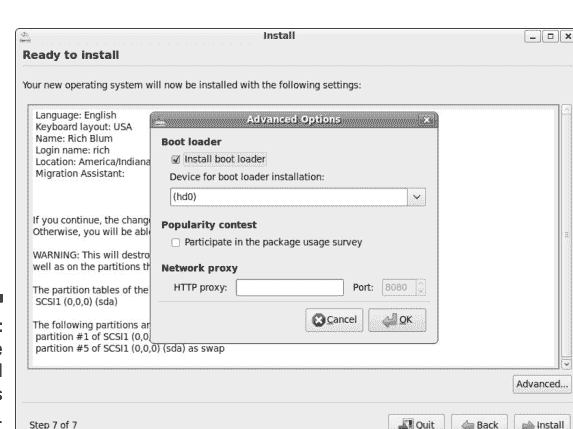 Install
Ready to install
Your new operating system will now be installed with the following settings:
Language: English
Keyboard layout: USA
Name: Rich Blum
Login name: rich
Location: America/Indiana
Migration Assistant:
If you continue, the chang
Otherwise, you will be abl
WARNING: This will destro
well as on the partitions th
The partition tables of the
SCSI1 (0,0,0) (sda)
The following partitions ar
partition #1 of SCSI1 (0,0,
partition #5 of SCSI1 (0,0,0) (sda) as swap
Advanced Options
Boot loader
Install boot loader
Device for boot loader installation:
(hd0)
Popularity contest
Participate in the package usage survey
Network proxy
HTTP proxy:
Port: 8080
Cancel
OK
Advanced...
Step 7 of 7
Quit
Back
Install